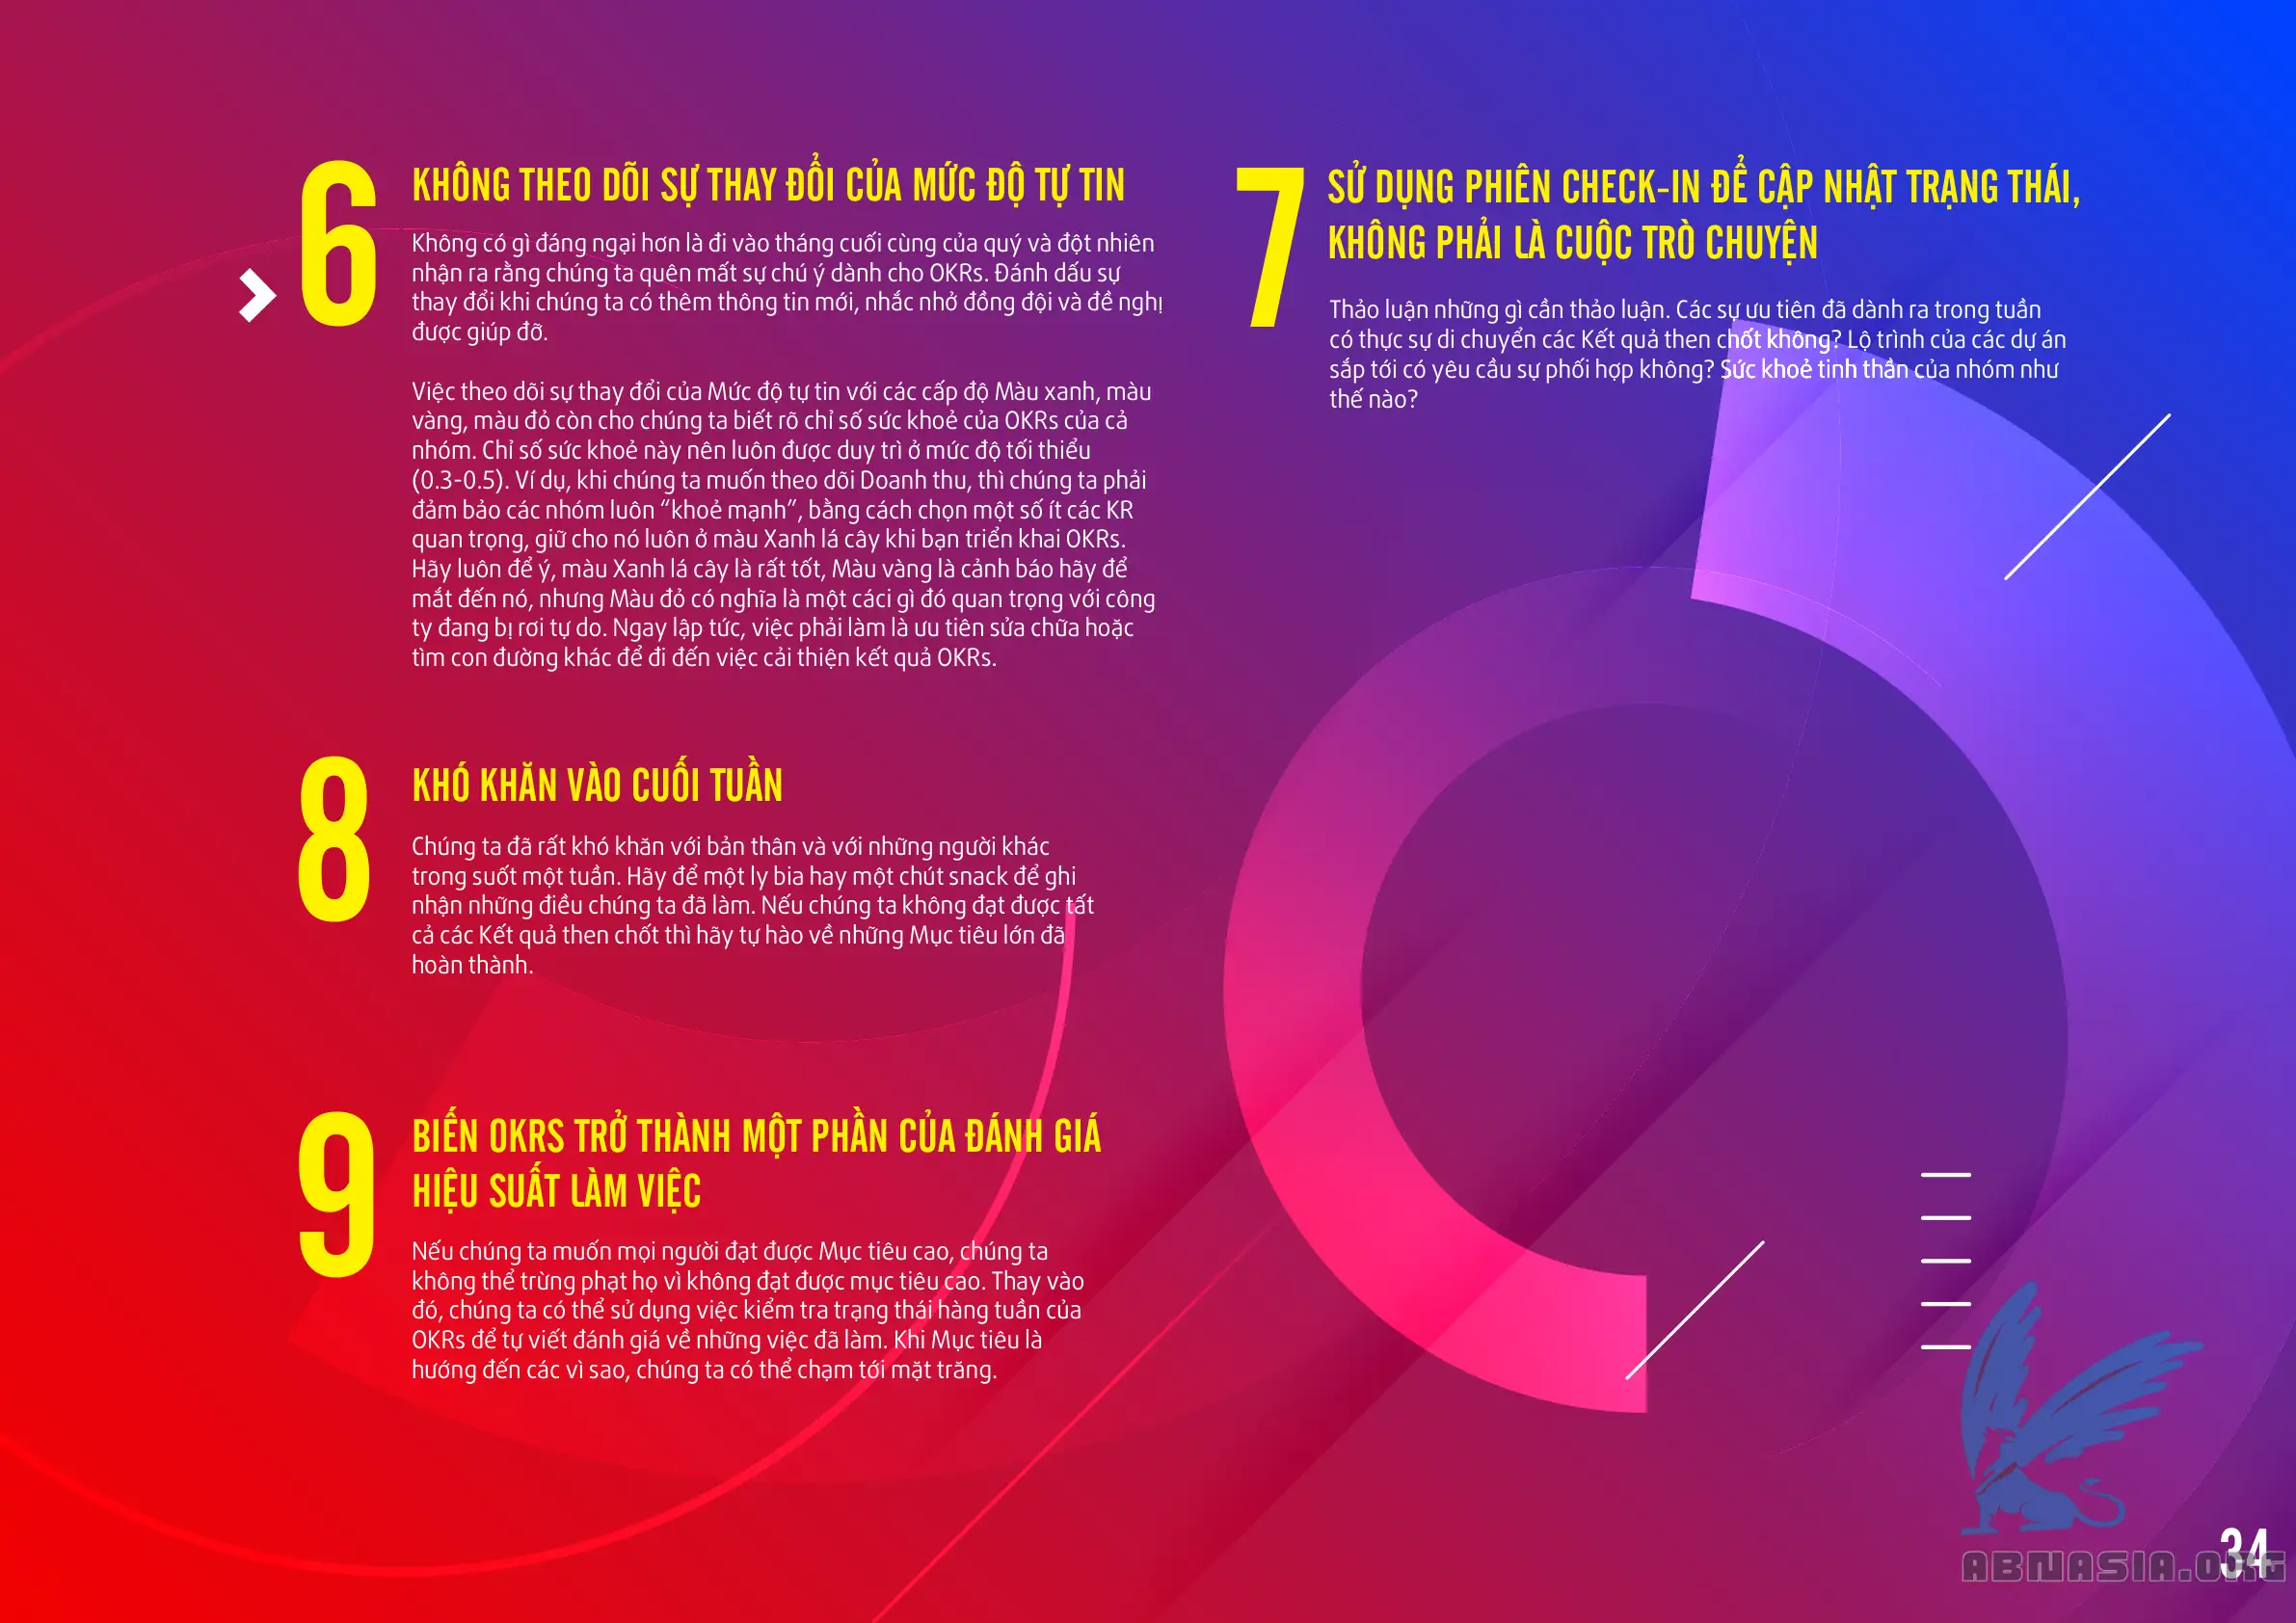 6
KHÔNG THEO DÕI SỰ THAY ĐỔI CỦA MỨC ĐỘ TỰ TIN
Không có gì đáng ngại hơn là đi vào tháng cuối cùng của quý và đột nhiên
nhận ra rằng chúng ta quên mất sự chú ý dành cho OKRs. Đánh dấu sự
thay đổi khi chúng ta có thêm thông tin mới, nhắc nhở đồng đội và đề nghị
được giúp đỡ.
Việc theo dõi sự thay đổi của Mức độ tự tin với các cấp độ Màu xanh, màu
vàng, màu đỏ còn cho chúng ta biết rõ chỉ số sức khoẻ của OKRs của cả
nhóm. Chỉ số sức khoẻ này nên luôn được duy trì ở mức độ tối thiểu
(0.3-0.5). Ví dụ, khi chúng ta muốn theo dõi Doanh thu, thì chúng ta phải
đảm bảo các nhóm luôn “khoẻ mạnh”, bằng cách chọn một số ít các KR
quan trọng, giữ cho nó luôn ở màu Xanh lá cây khi bạn triển khai OKRs.
Hãy luôn để ý, màu Xanh lá cây là rất tốt, Màu vàng là cảnh báo hãy để
mắt đến nó, nhưng Màu đỏ có nghĩa là một cáci gì đó quan trọng với công
ty đang bị rơi tự do. Ngay lập tức, việc phải làm là ưu tiên sửa chữa hoặc
tìm con đường khác để đi đến việc cải thiện kết quả OKRs.
7
SỬ DỤNG PHIÊN CHECK-IN ĐỂ CẬP NHẬT TRẠNG THÁI,
KHÔNG PHẢI LÀ CUỘC TRÒ CHUYỆN
Thảo luận những gì cần thảo luận. Các sự ưu tiên đã dành ra trong tuần
có thực sự di chuyển các Kết quả then chốt không? Lộ trình của các dự án
sắp tới có yêu cầu sự phối hợp không? Sức khoẻ tinh thần của nhóm như
thế nào?
8
KHÓ KHĂN VÀO CUỐI TUẦN
Chúng ta đã rất khó khăn với bản thân và với những người khác
trong suốt một tuần. Hãy để một ly bia hay một chút snack để ghi
nhận những điều chúng ta đã làm. Nếu chúng ta không đạt được tất
cả các Kết quả then chốt thì hãy tự hào về những Mục tiêu lớn đã
hoàn thành.
9
BIẾN OKRS TRỞ THÀNH MỘT PHẦN CỦA ĐÁNH GIÁ
HIỆU SUẤT LÀM VIỆC
Nếu chúng ta muốn mọi người đạt được Mục tiêu cao, chúng ta
không thể trừng phạt họ vì không đạt được mục tiêu cao. Thay vào
đó, chúng ta có thể sử dụng việc kiểm tra trạng thái hàng tuần của
OKRs để tự viết đánh giá về những việc đã làm. Khi Mục tiêu là
hướng đến các vì sao, chúng ta có thể chạm tới mặt trăng.
34
ABNASIA.ORG